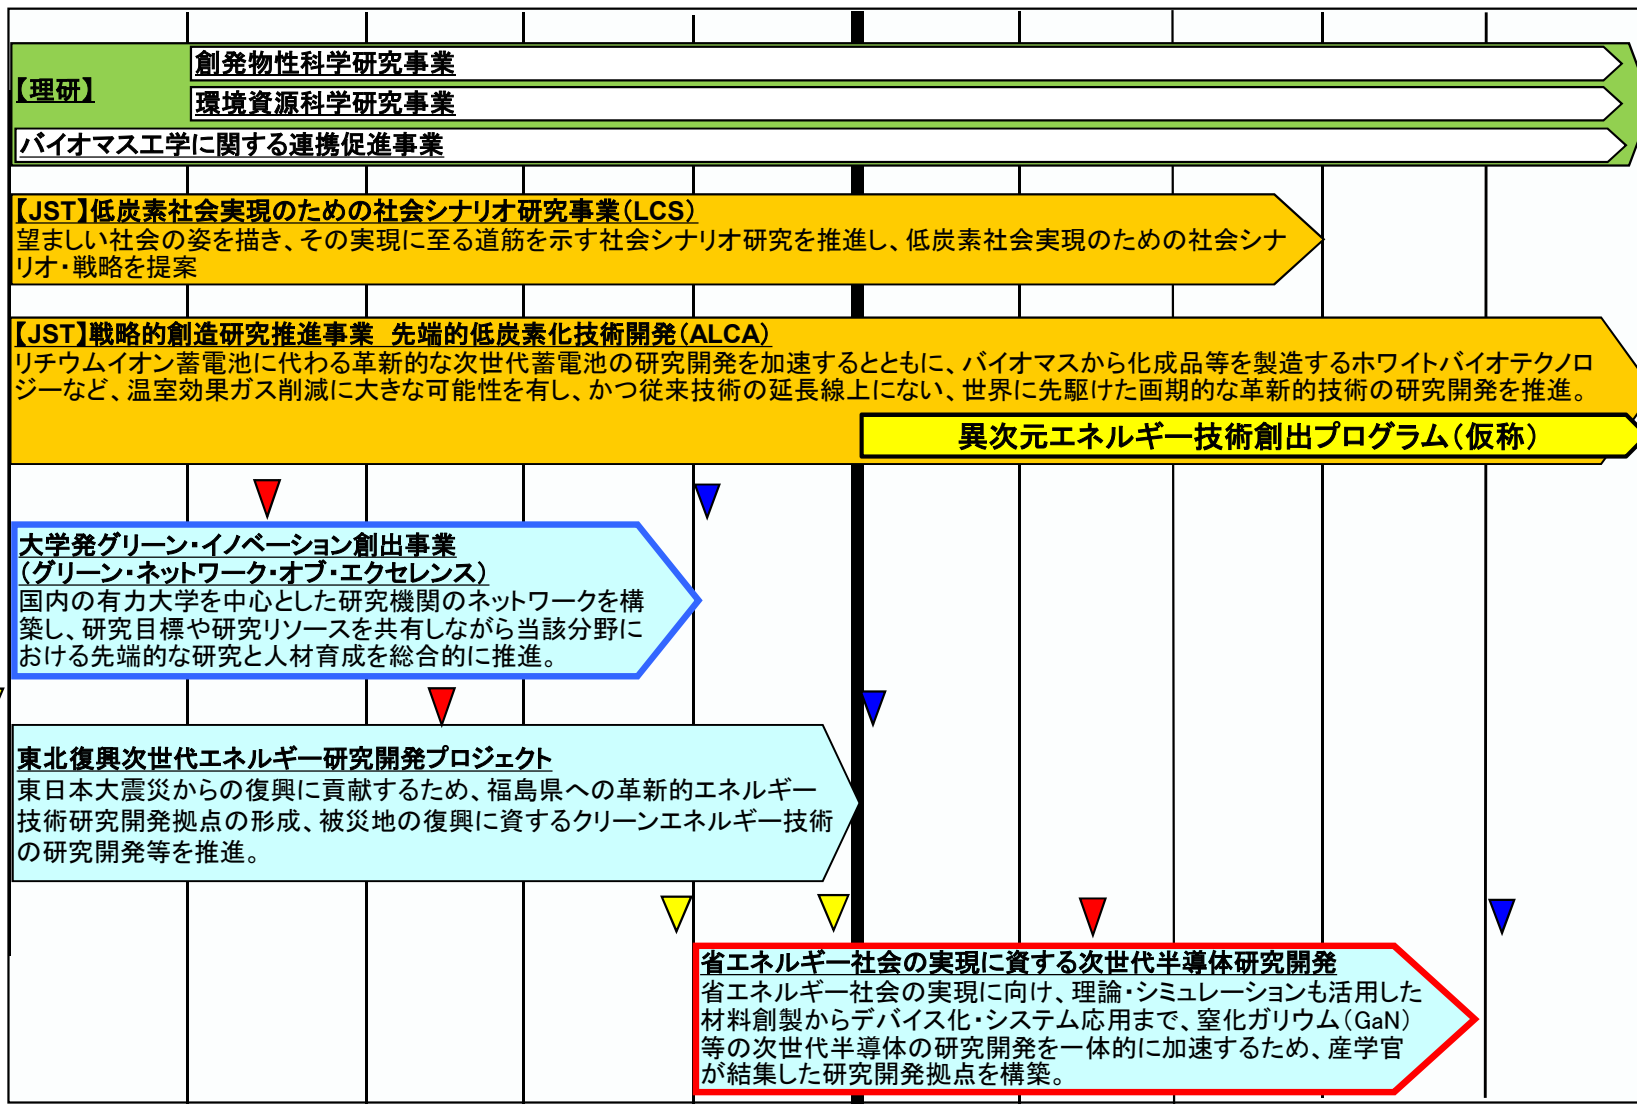 【理研】
創発物性科学研究事業
環境資源科学研究事業
バイオマス工学に関する連携促進事業
【JST】低炭素社会実現のための社会シナリオ研究事業(LCS)
望ましい社会の姿を描き、その実現に至る道筋を示す社会シナリオ研究を推進し、低炭素社会実現のための社会シナ
リオ・戦略を提案
【JST】戦略的創造研究推進事業 先端的低炭素化技術開発(ALCA)
リチウムイオン蓄電池に代わる革新的な次世代蓄電池の研究開発を加速するとともに、バイオマスから化成品等を製造するホワイトバイオテクノロ
ジーなど、温室効果ガス削減に大きな可能性を有し、かつ従来技術の延長線上にない、世界に先駆けた画期的な革新的技術の研究開発を推進。
異次元エネルギー技術創出プログラム(仮称)
大学発グリーン・イノベーション創出事業
(グリーン・ネットワーク・オブ・エクセレンス)
国内の有力大学を中心とした研究機関のネットワークを構
築し、研究目標や研究リソースを共有しながら当該分野に
おける先端的な研究と人材育成を総合的に推進。
東北復興次世代エネルギー研究開発プロジェクト
東日本大震災からの復興に貢献するため、福島県への革新的エネルギー
技術研究開発拠点の形成、被災地の復興に資するクリーンエネルギー技術
の研究開発等を推進。
省エネルギー社会の実現に資する次世代半導体研究開発
省エネルギー社会の実現に向け、理論・シミュレーションも活用した
材料創製からデバイス化・システム応用まで、窒化ガリウム(GaN)
等の次世代半導体の研究開発を一体的に加速するため、産学官
が結集した研究開発拠点を構築。